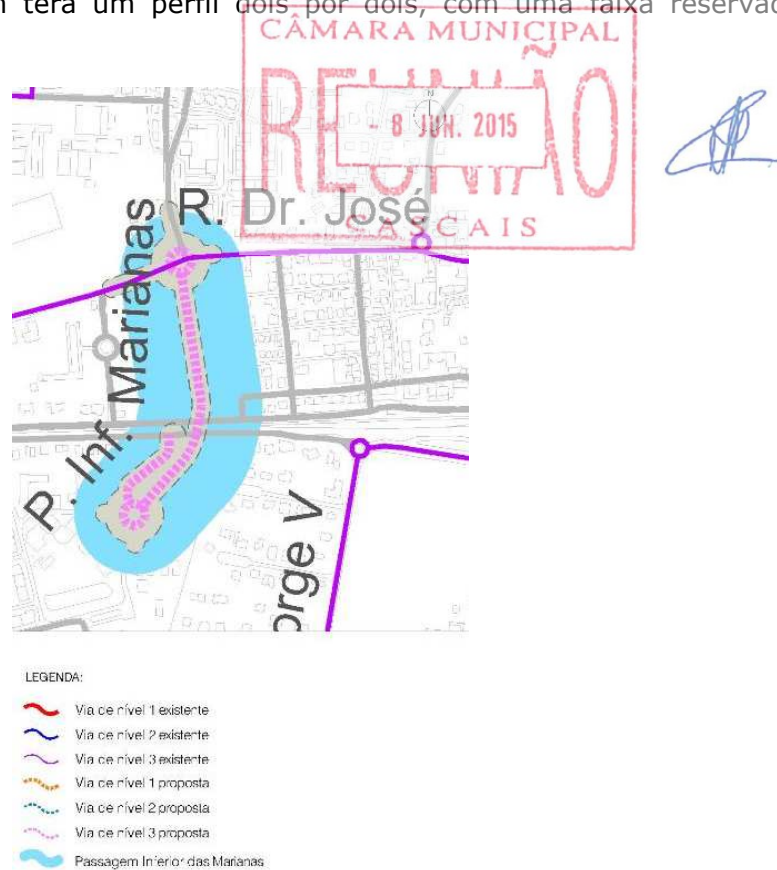 terá um perfil dois por dois, com uma faixa
CÂMARA MUNICIPAL
REUNIÃO
- 8 JUN. 2015
CASCAIS
N
R. Dr. José
P. Inf. Marianas
orge V
LEGENDA:
Via de nível 1 existente
Via de nível 2 existente
Via de nível 3 existente
Via de nível 1 proposta
Via de nível 2 proposta
Via de nível 3 proposta
Passagem Inferior das Marianas